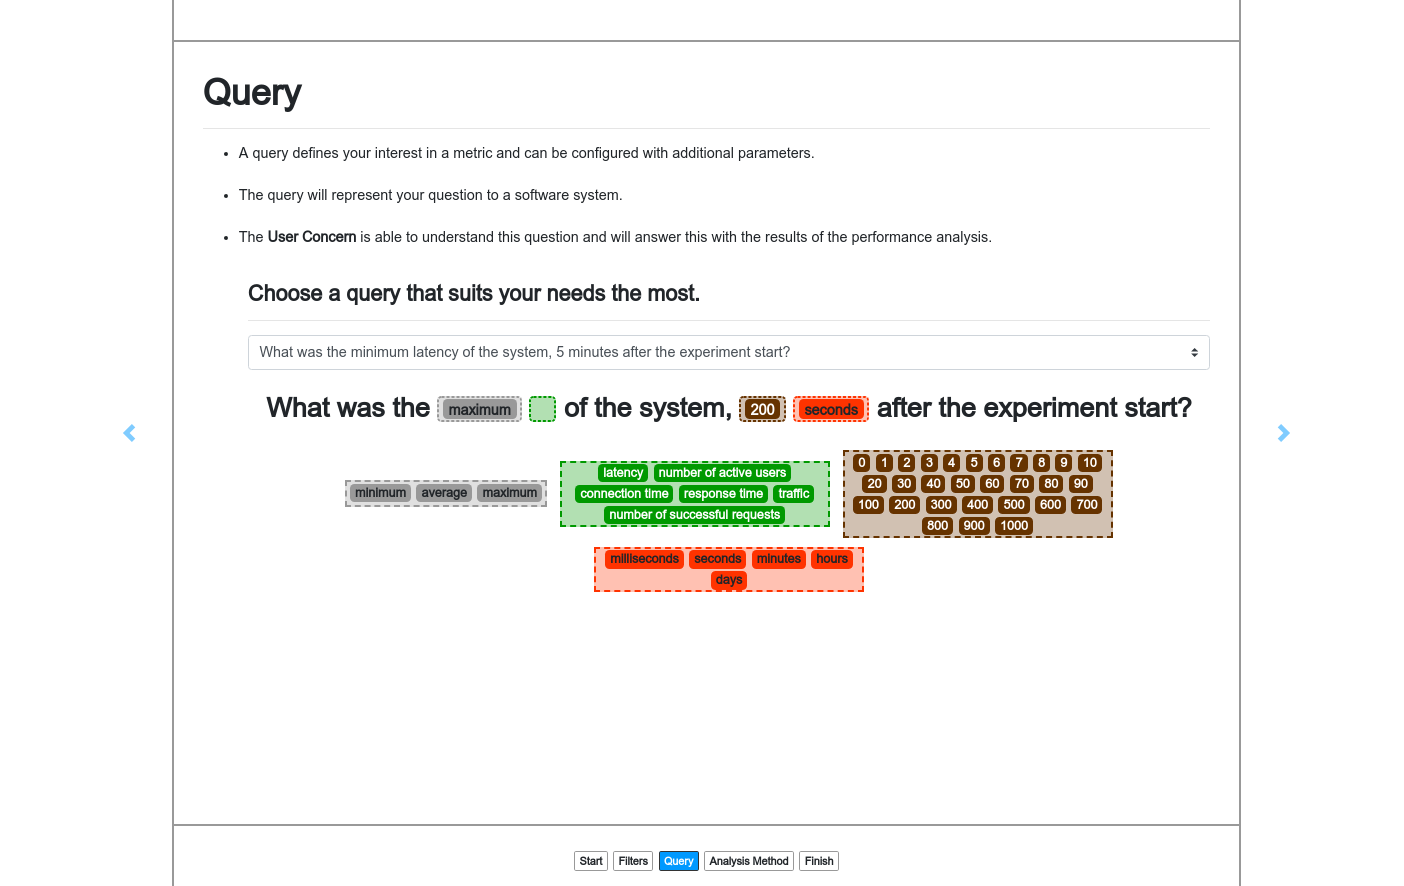 Query
A query defines your interest in a metric and can be configured with additional parameters.
The query will represent your question to a software system.
The User Concern is able to understand this question and will answer this with the results of the performance analysis.
Choose a query that suits your needs the most.
What was the minimum latency of the system, 5 minutes after the experiment start?
What was the maximum of the system, 200 seconds after the experiment start?
minimum average maximum
latency number of active users
connection time response time traffic
number of successful requests
0 1 2 3 4 5 6 7 8 9 10
20 30 40 50 60 70 80 90
100 200 300 400 500 600 700
800 900 1000
milliseconds seconds minutes hours
days
Start Filters Query Analysis Method Finish